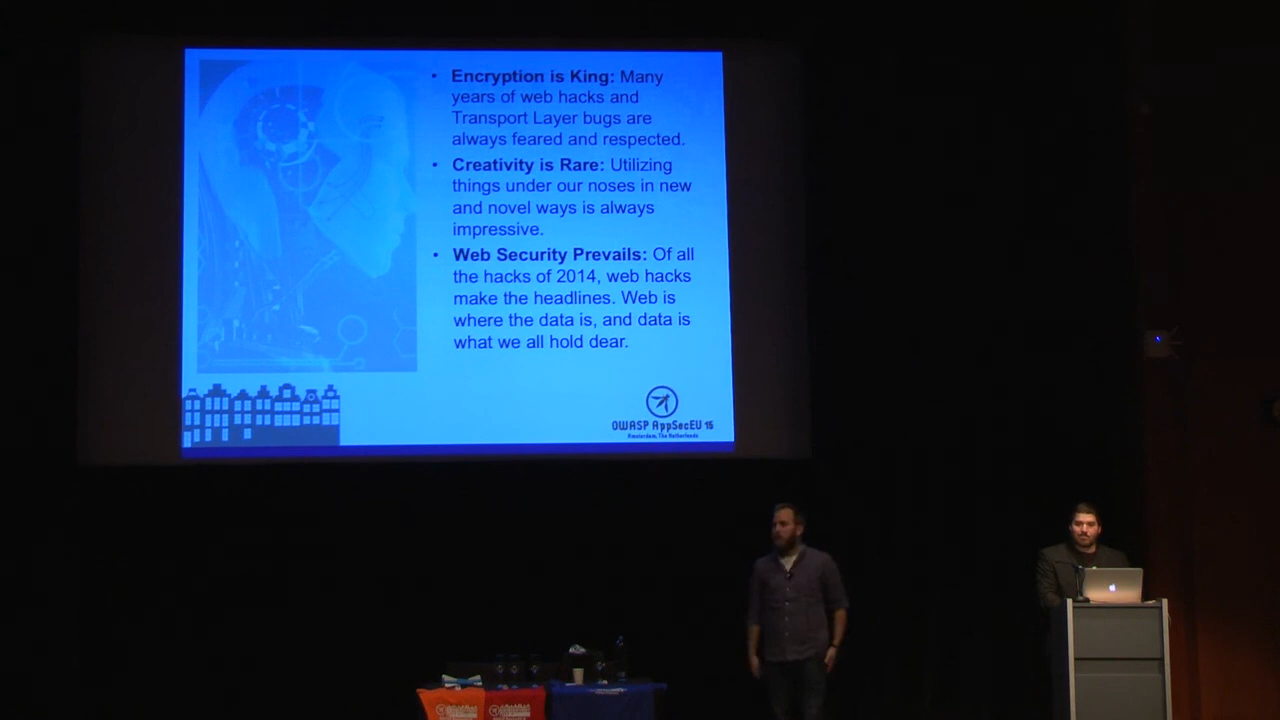 • Encryption is King: Many
years of web hacks and
Transport Layer bugs are
always feared and respected.
• Creativity is Rare: Utilizing
things under our noses in new
and novel ways is always
impressive.
• Web Security Prevails: Of all
the hacks of 2014, web hacks
make the headlines. Web is
where the data is, and data is
what we all hold dear.
OWASP AppSecEU 15
Amsterdam, The Netherlands